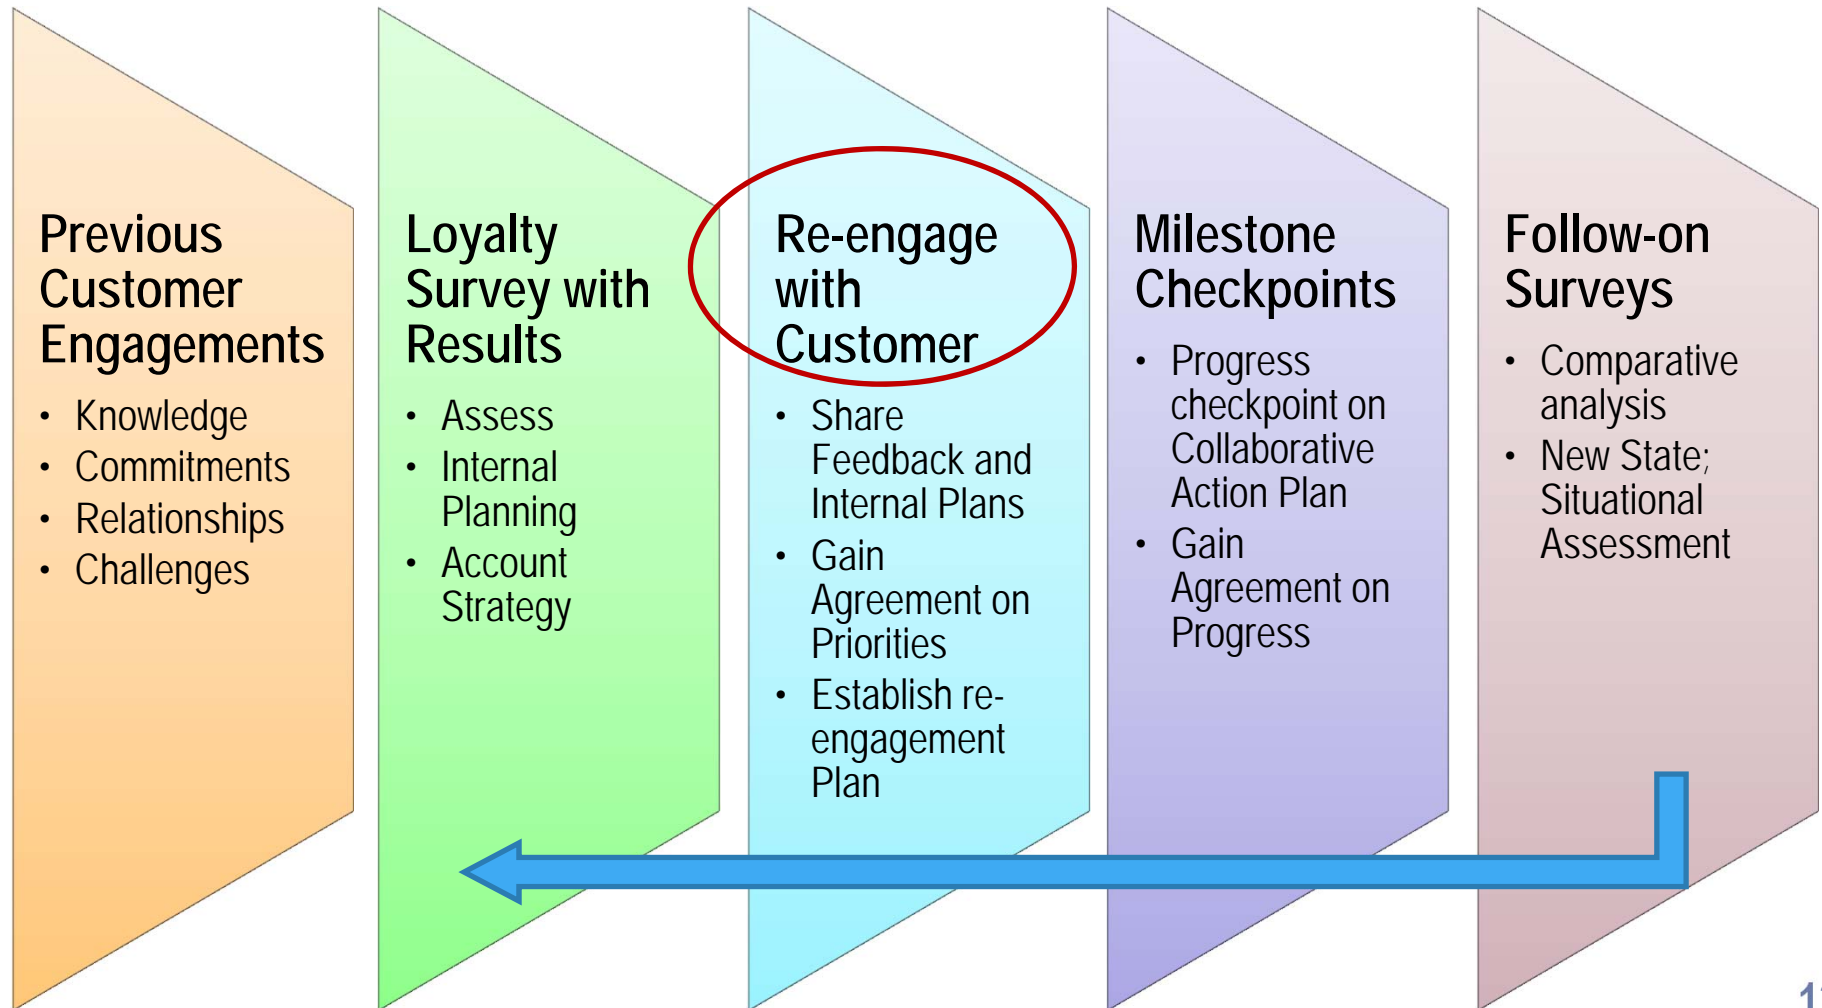 Previous
Customer
Engagements
• Knowledge
• Commitments
• Relationships
• Challenges
Loyalty
Survey with
Results
• Assess
• Internal
Planning
• Account
Strategy
Re-engage
with
Customer
• Share
Feedback and
Internal Plans
• Gain
Agreement on
Priorities
• Establish re-
engagement
Plan
Milestone
Checkpoints
• Progress
checkpoint on
Collaborative
Action Plan
• Gain
Agreement on
Progress
Follow-on
Surveys
• Comparative
analysis
• New State;
Situational
Assessment